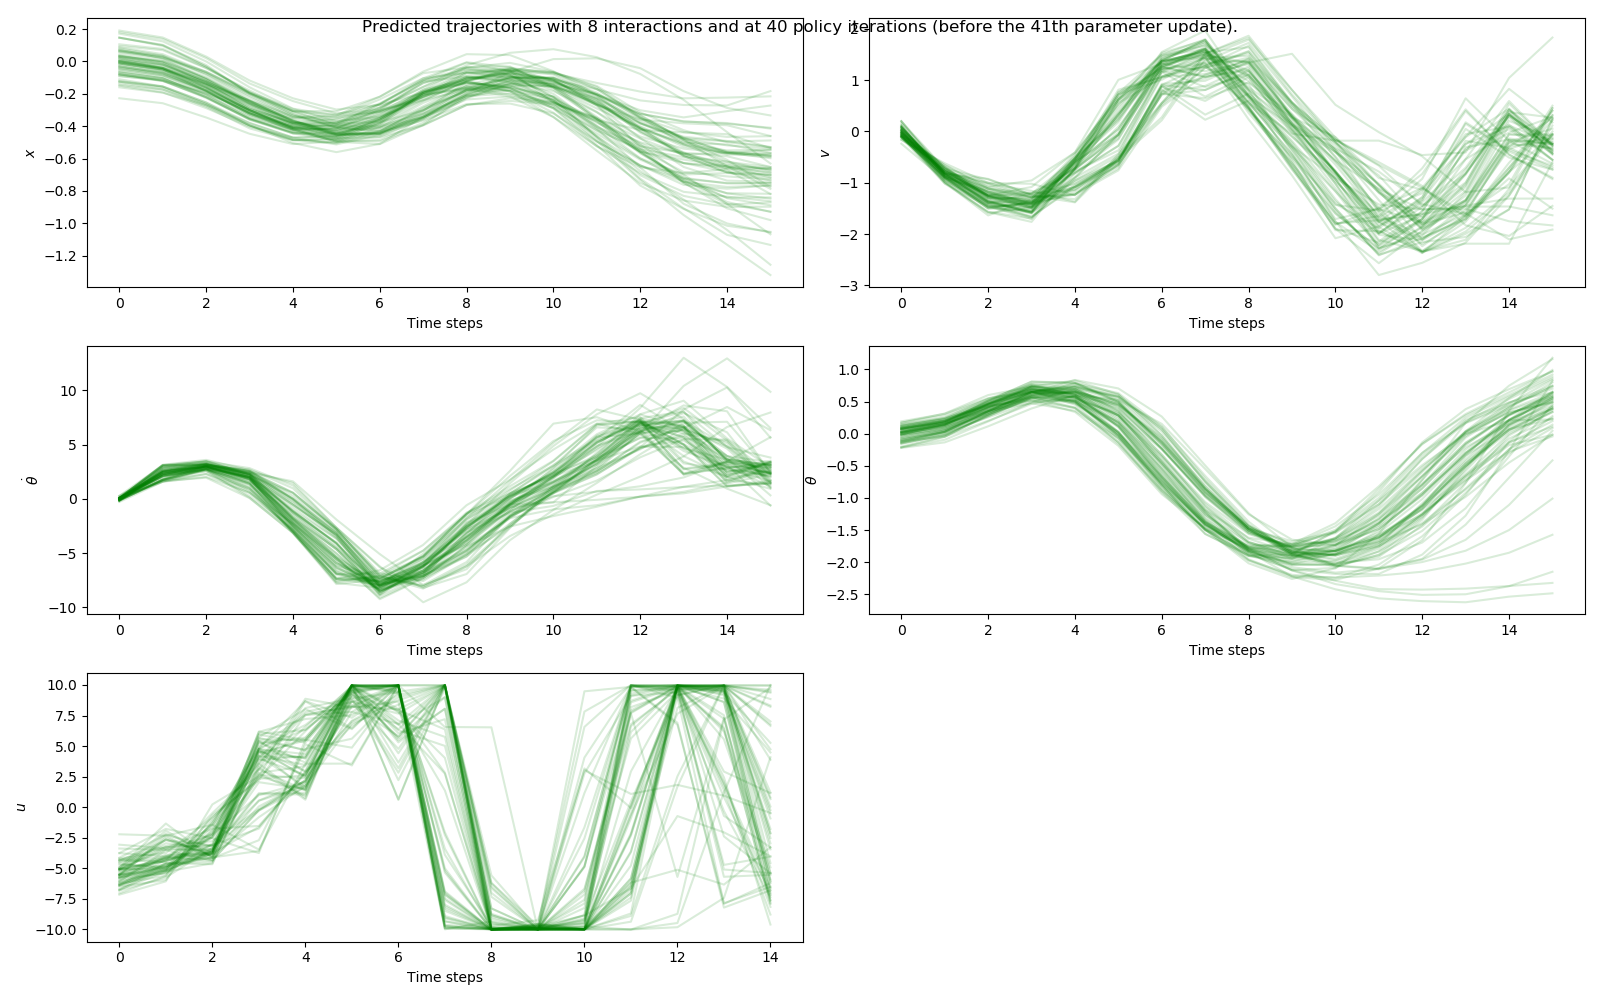 Predicted trajectories with 8 interactions and at 40 policy iterations (before the 41th parameter update).
0.2
0.0
−0.2
−0.4
−0.6
−0.8
−1.0
−1.2
x
0 2 4 6 8 10 12 14
Time steps
2
1
0
−1
−2
−3
v
0 2 4 6 8 10 12 14
Time steps
10
5
0
−5
−10
θ̇
0 2 4 6 8 10 12 14
Time steps
1.0
0.5
0.0
−0.5
−1.0
−1.5
−2.0
−2.5
θ
0 2 4 6 8 10 12 14
Time steps
10.0
7.5
5.0
2.5
0.0
−2.5
−5.0
−7.5
−10.0
u
0 2 4 6 8 10 12 14
Time steps